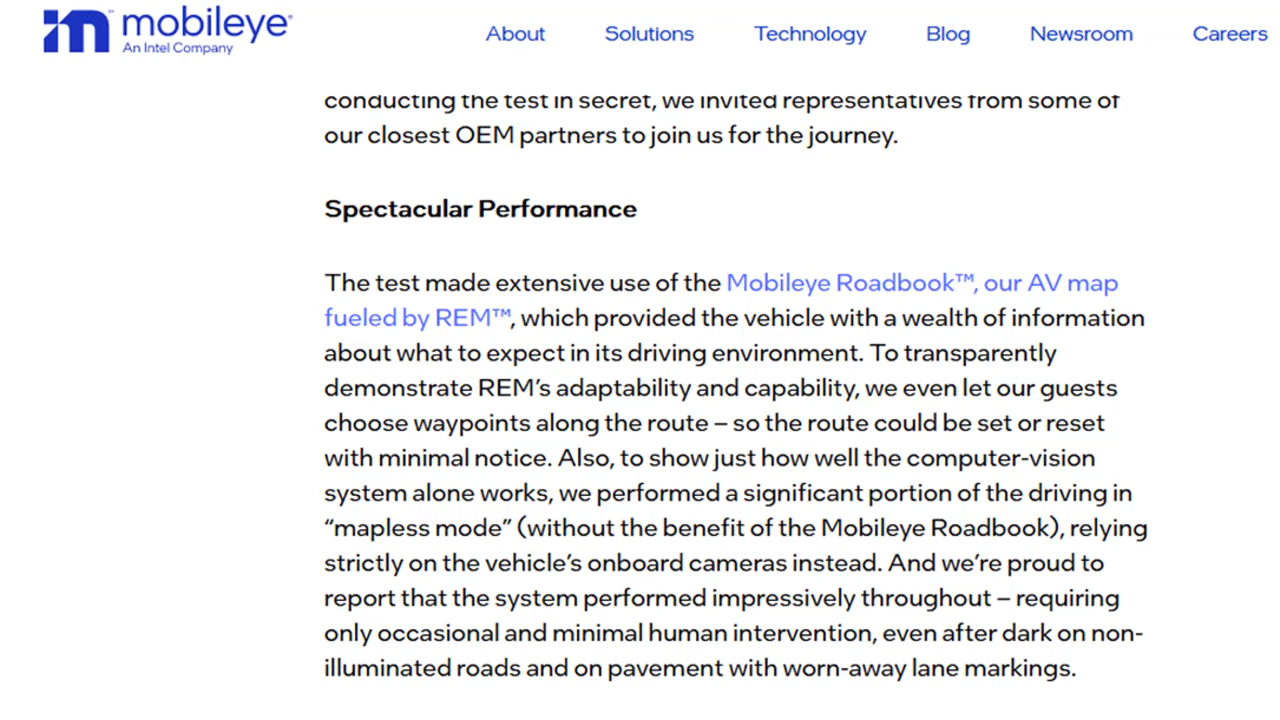 mobileye®
An Intel Company
About Solutions Technology Blog Newsroom Careers
conducting the test in secret, we invited representatives from some of
our closest OEM partners to join us for the journey.
Spectacular Performance
The test made extensive use of the Mobileye Roadbook™, our AV map
fueled by REM™, which provided the vehicle with a wealth of information
about what to expect in its driving environment. To transparently
demonstrate REM’s adaptability and capability, we even let our guests
choose waypoints along the route – so the route could be set or reset
with minimal notice. Also, to show just how well the computer-vision
system alone works, we performed a significant portion of the driving in
“mapless mode” (without the benefit of the Mobileye Roadbook), relying
strictly on the vehicle’s onboard cameras instead. And we’re proud to
report that the system performed impressively throughout – requiring
only occasional and minimal human intervention, even after dark on non-
illuminated roads and on pavement with worn-away lane markings.